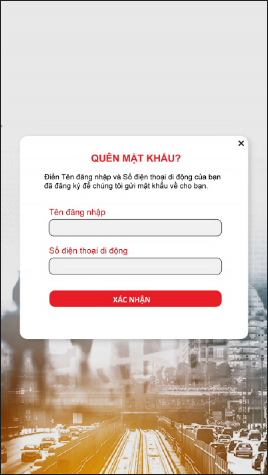 ×
QUÊN MẬT KHẨU?
Điền Tên đăng nhập và Số điện thoại di động của bạn
đã đăng ký để chúng tôi gửi mật khẩu về cho bạn.
Tên đăng nhập
Số điện thoại di động
XÁC NHẬN